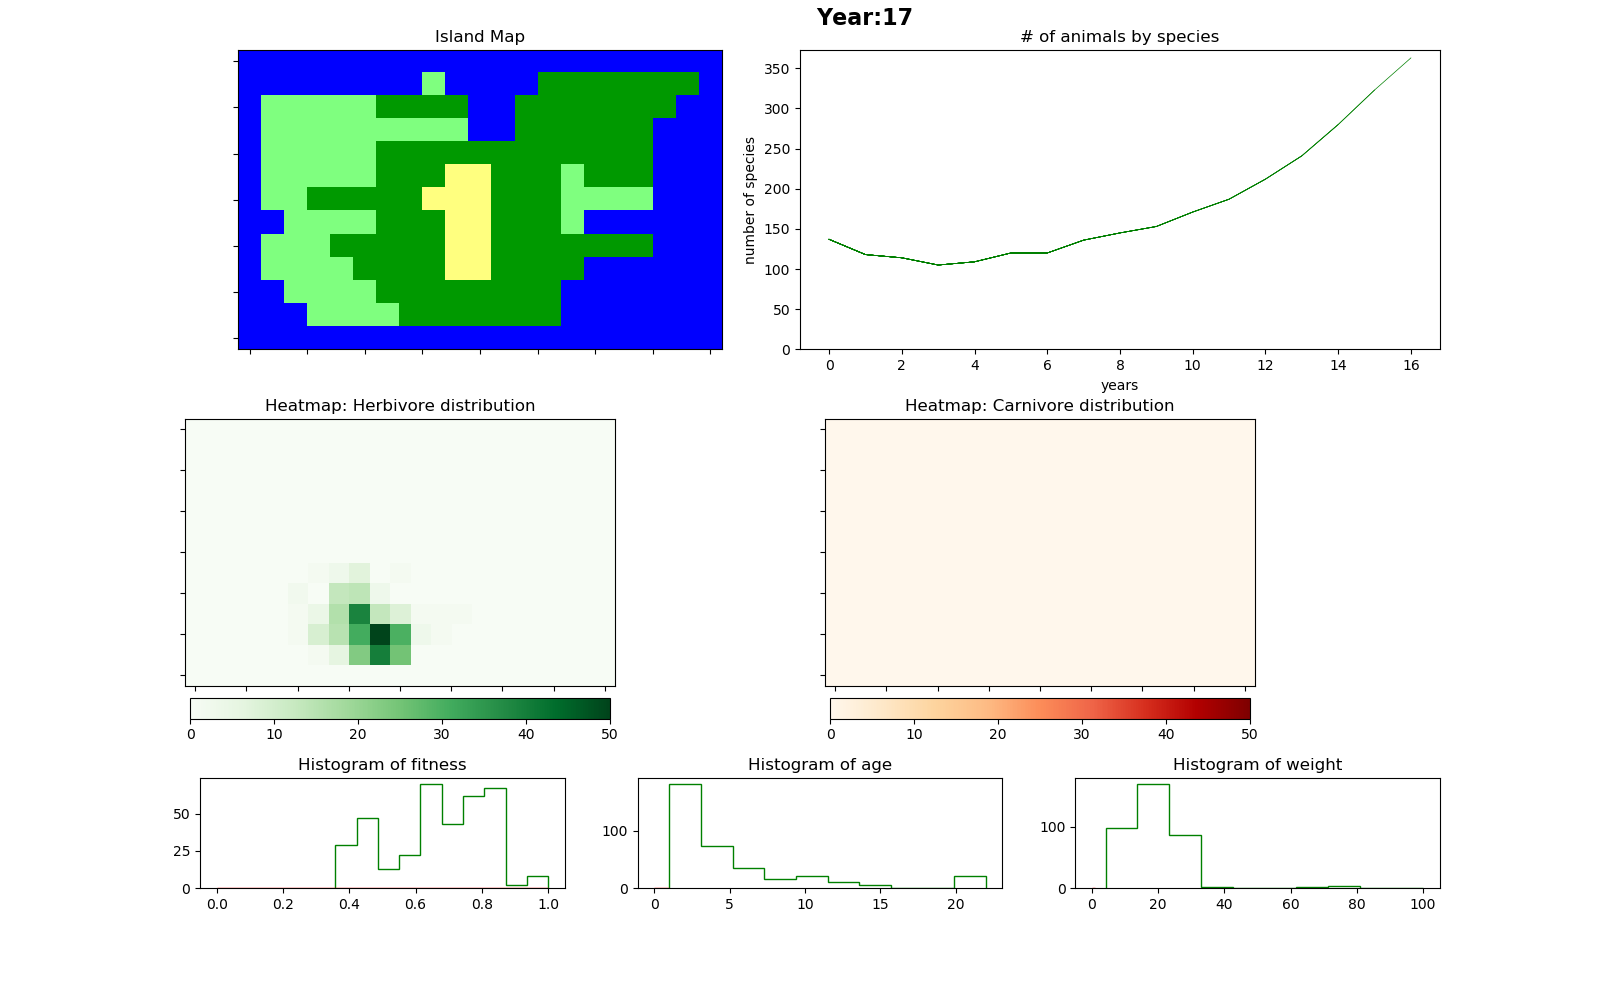 Year:17
Island Map
# of animals by species
350
300
250
200
150
100
50
0
number of species
0 2 4 6 8 10 12 14 16
years
Heatmap: Herbivore distribution
Heatmap: Carnivore distribution
0 10 20 30 40 50
0 10 20 30 40 50
Histogram of fitness
50
25
0
0.0 0.2 0.4 0.6 0.8 1.0
Histogram of age
100
0
0 5 10 15 20
Histogram of weight
100
0
0 20 40 60 80 100